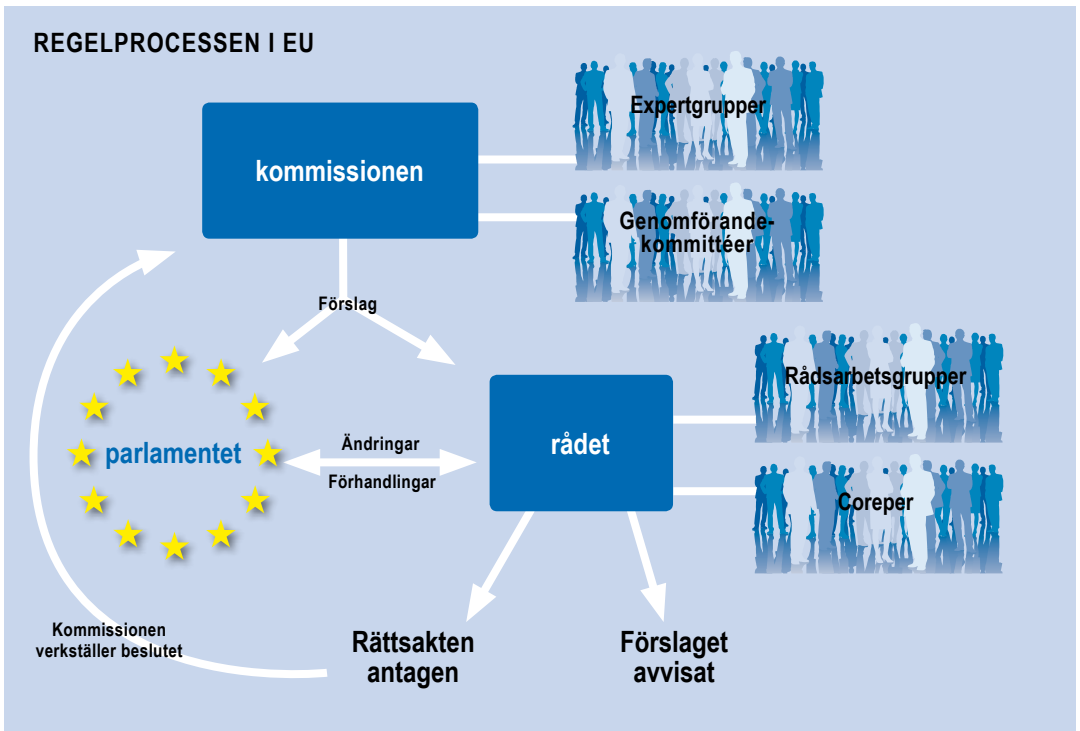 REGELPROCESSEN I EU
Expertgrupper
kommissionen
Genomförande-
kommittéer
Förslag
Rådsarbetsgrupper
parlamentet
Ändringar
Förhandlingar
rådet
Coreper
Kommissionen
verkställer beslutet
Rättsakten
antagen
Förslaget
avvisat